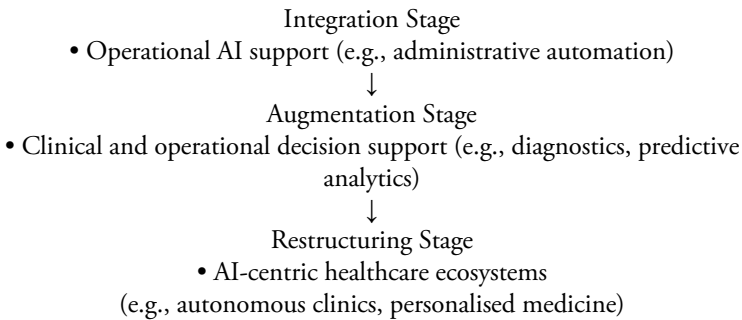 Integration Stage
• Operational AI support (e.g., administrative automation)
↓
Augmentation Stage
• Clinical and operational decision support (e.g., diagnostics, predictive
analytics)
↓
Restructuring Stage
• AI-centric healthcare ecosystems
(e.g., autonomous clinics, personalised medicine)